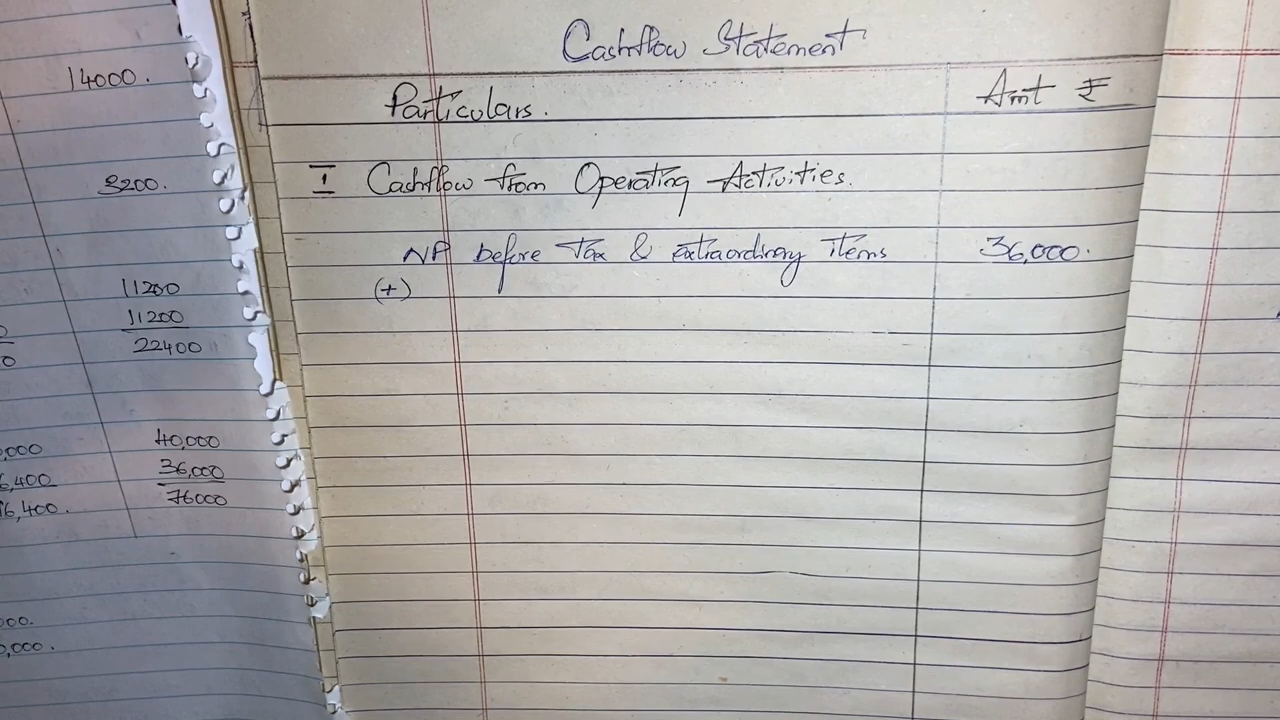 14000.
3200.
11200
11200
22400
40,000
36,000
76000
Cashflow Statement
Particulars. Amt ₹
I Cashflow from Operating Activities.
NP before Tax & extraordinary items 36,000.
(+)